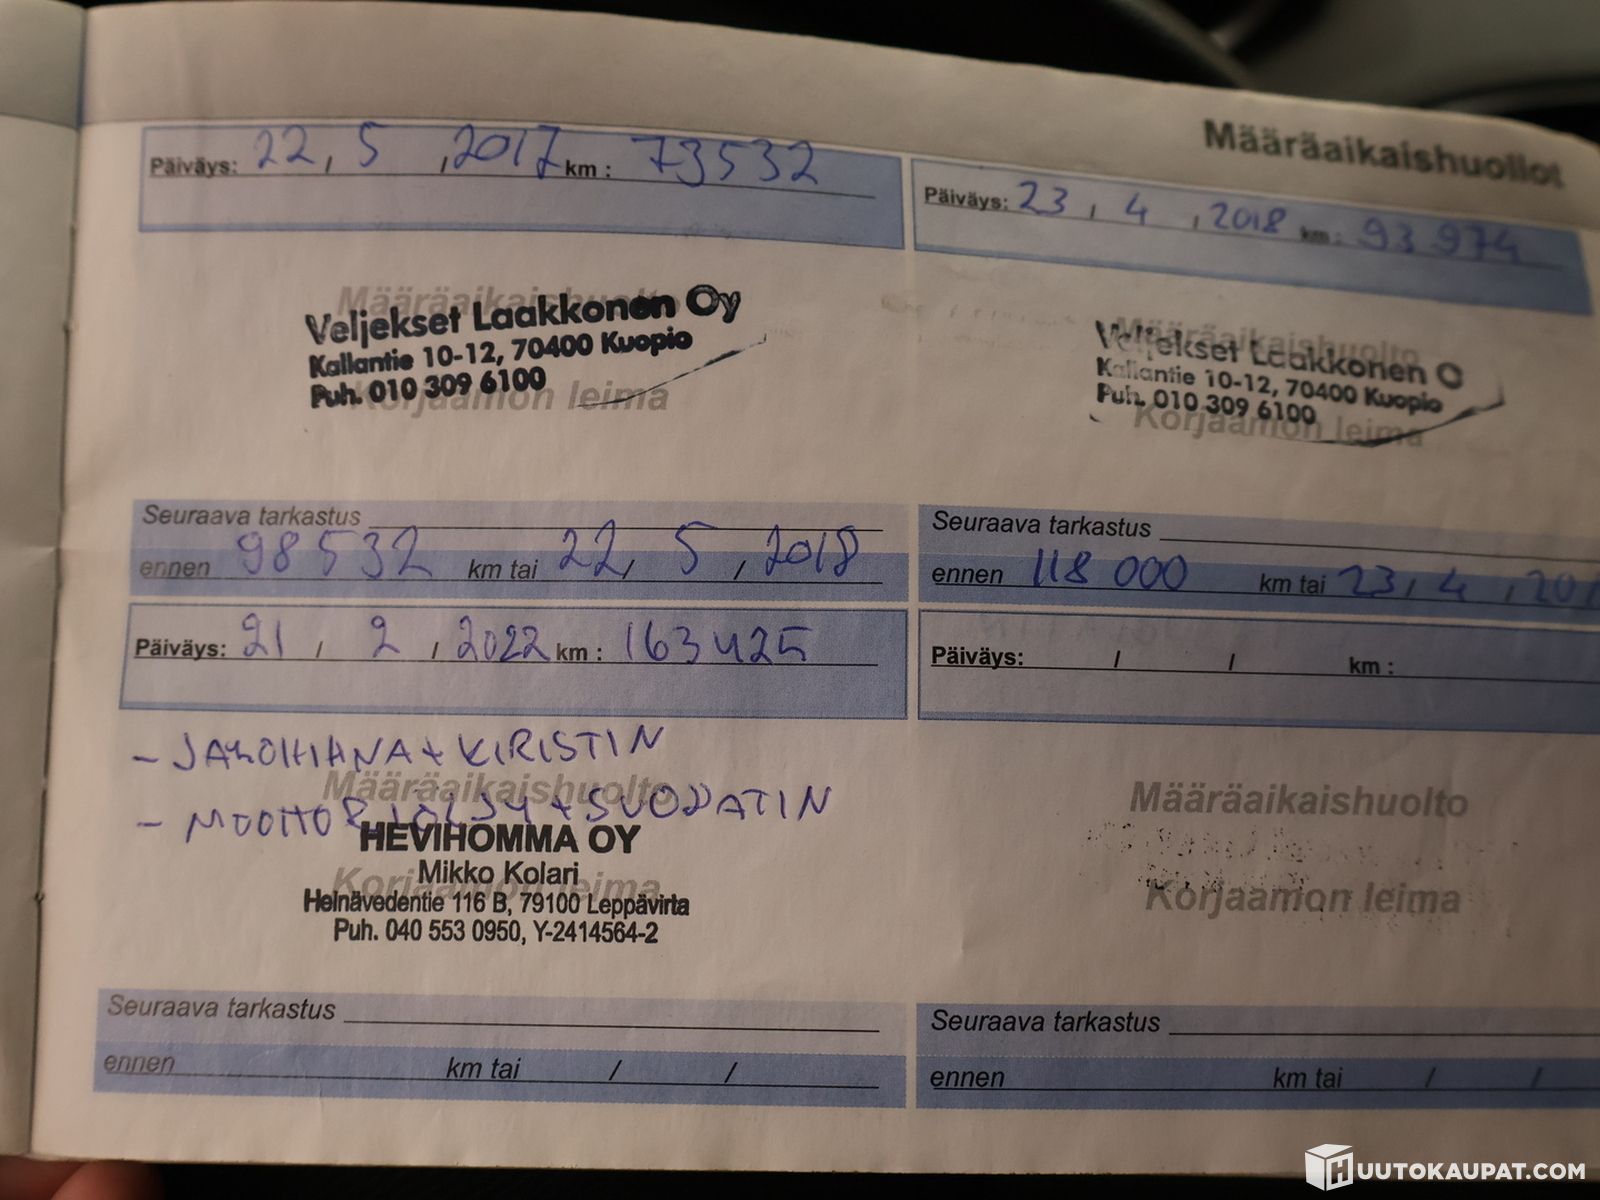 Määräaikaishuollot
Päiväys: 22, 5 , 2017 km : 73532
Määräaikaishuolto
Veljekset Laakkonen Oy
Kallantie 10-12, 70400 Kuopio
Puh. 010 309 6100
Korjaamon leima
Seuraava tarkastus
ennen 98532 km tai 22, 5 , 2018
Päiväys: 23 , 4 , 2018 km : 93974
Määräaikaishuolto
Veljekset Laakkonen O
Kallantie 10-12, 70400 Kuopio
Puh. 010 309 6100
Korjaamon leima
Seuraava tarkastus
ennen 118 000 km tai 23 , 4 , 201
Päiväys: 21 / 2 / 2022 km : 163425
- JAKOHIHNA + KIRISTIN
Määräaikaishuolto
- MOOTTORIÖLJY + SUODATIN
HEVIHOMMA OY
Mikko Kolari
Korjaamon leima
Heinävedentie 116 B, 79100 Leppävirta
Puh. 040 553 0950, Y-2414564-2
Seuraava tarkastus
ennen km tai / /
Päiväys: / / km :
Määräaikaishuolto
Korjaamon leima
Seuraava tarkastus
ennen km tai / /
HUUTOKAUPAT.COM